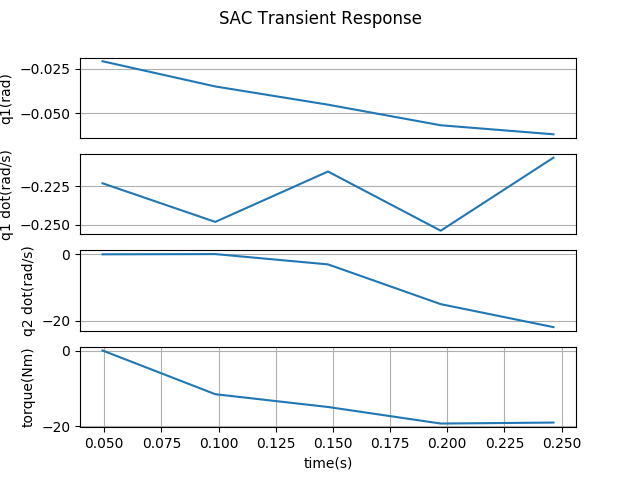 SAC Transient Response
−0.025
−0.050
q1(rad)
−0.225
−0.250
q1 dot(rad/s)
0
−20
q2 dot(rad/s)
0
−20
torque(Nm)
0.050 0.075 0.100 0.125 0.150 0.175 0.200 0.225 0.250
time(s)